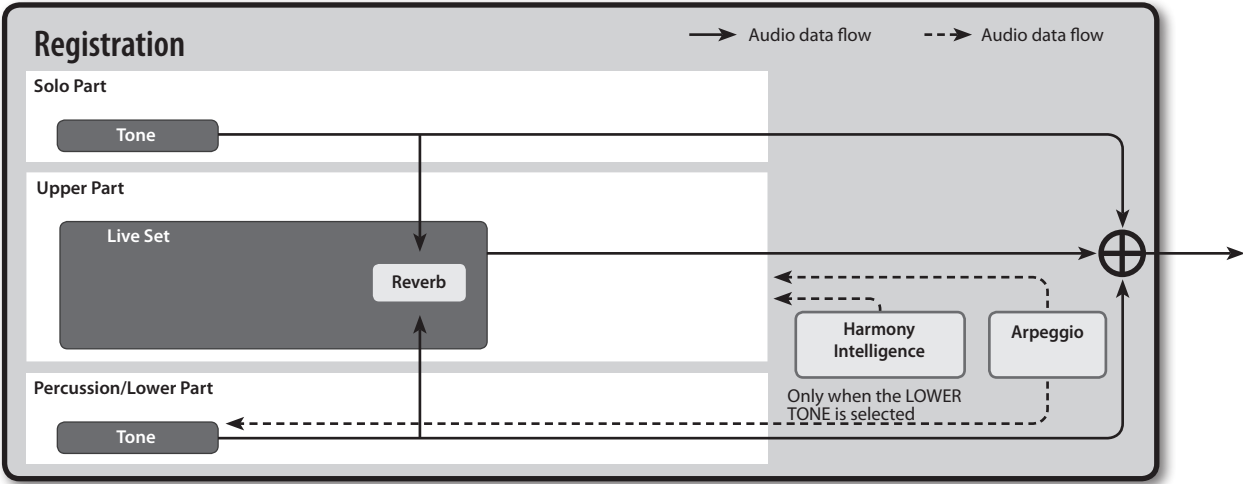 Registration
Audio data flow
Audio data flow
Solo Part
Tone
Upper Part
Live Set
Reverb
Harmony
Intelligence
Arpeggio
Only when the LOWER
TONE is selected
Percussion/Lower Part
Tone